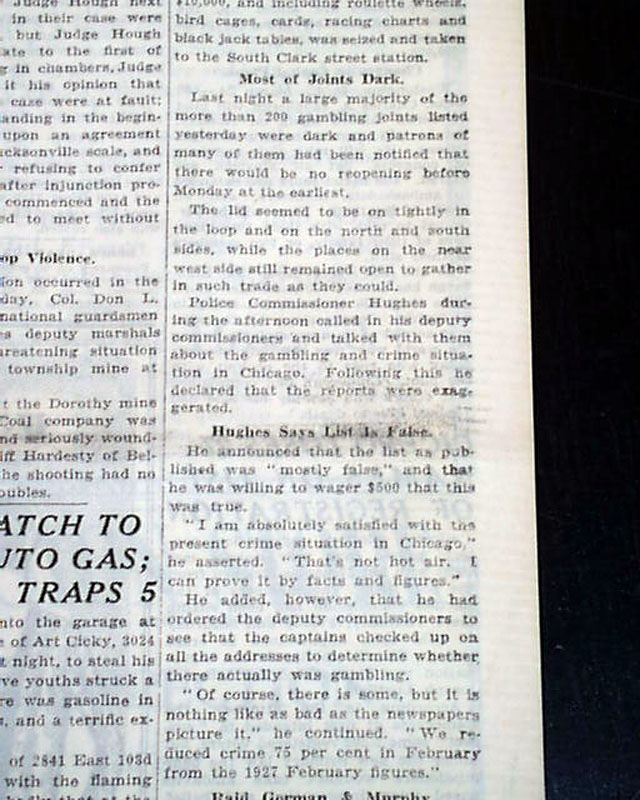 Judge Hough next
in their case were
but Judge Hough
ate to the first of
g in chambers, Judge
it his opinion that
case were at fault;
anding in the begin-
upon an agreement
acksonville scale, and
refusing to confer
after injunction pro-
commenced and the
ed to meet without
op Violence.
ion occurred in the
day, Col. Don L.
national guardsmen
s deputy marshals
hreatening situation
township mine at
t the Dorothy mine
Coal company was
nd seriously wound-
iff Hardesty of Bel-
he shooting had no
oubles.
ATCH TO
UTO GAS;
TRAPS 5
nto the garage at
e of Art Cicky, 3024
t night, to steal his
ve youths struck a
re was gasoline in
s, and a terrific ex-
of 2841 East 103d
with the flaming
$10,000, and including roulette wheels,
bird cages, cards, racing charts and
black jack tables, was seized and taken
to the South Clark street station.
Most of Joints Dark.
Last night a large majority of the
more than 200 gambling joints listed
yesterday were dark and patrons of
many of them had been notified that
there would be no reopening before
Monday at the earliest.
The lid seemed to be on tightly in
the loop and on the north and south
sides, while the places on the near
west side still remained open to gather
in such trade as they could.
Police Commissioner Hughes dur-
ing the afternoon called in his deputy
commissioners and talked with them
about the gambling and crime situa-
tion in Chicago. Following this he
declared that the reports were exag-
gerated.
Hughes Says List Is False.
He announced that the list as pub-
lished was "mostly false," and that
he was willing to wager $500 that this
was true.
"I am absolutely satisfied with the
present crime situation in Chicago,"
he asserted. "That's not hot air. I
can prove it by facts and figures."
He added, however, that he had
ordered the deputy commissioners to
see that the captains checked up on
all the addresses to determine whether
there actually was gambling.
"Of course, there is some, but it is
nothing like as bad as the newspapers
picture it," he continued. "We re-
duced crime 75 per cent in February
from the 1927 February figures."
Raid Gorman & Murphy